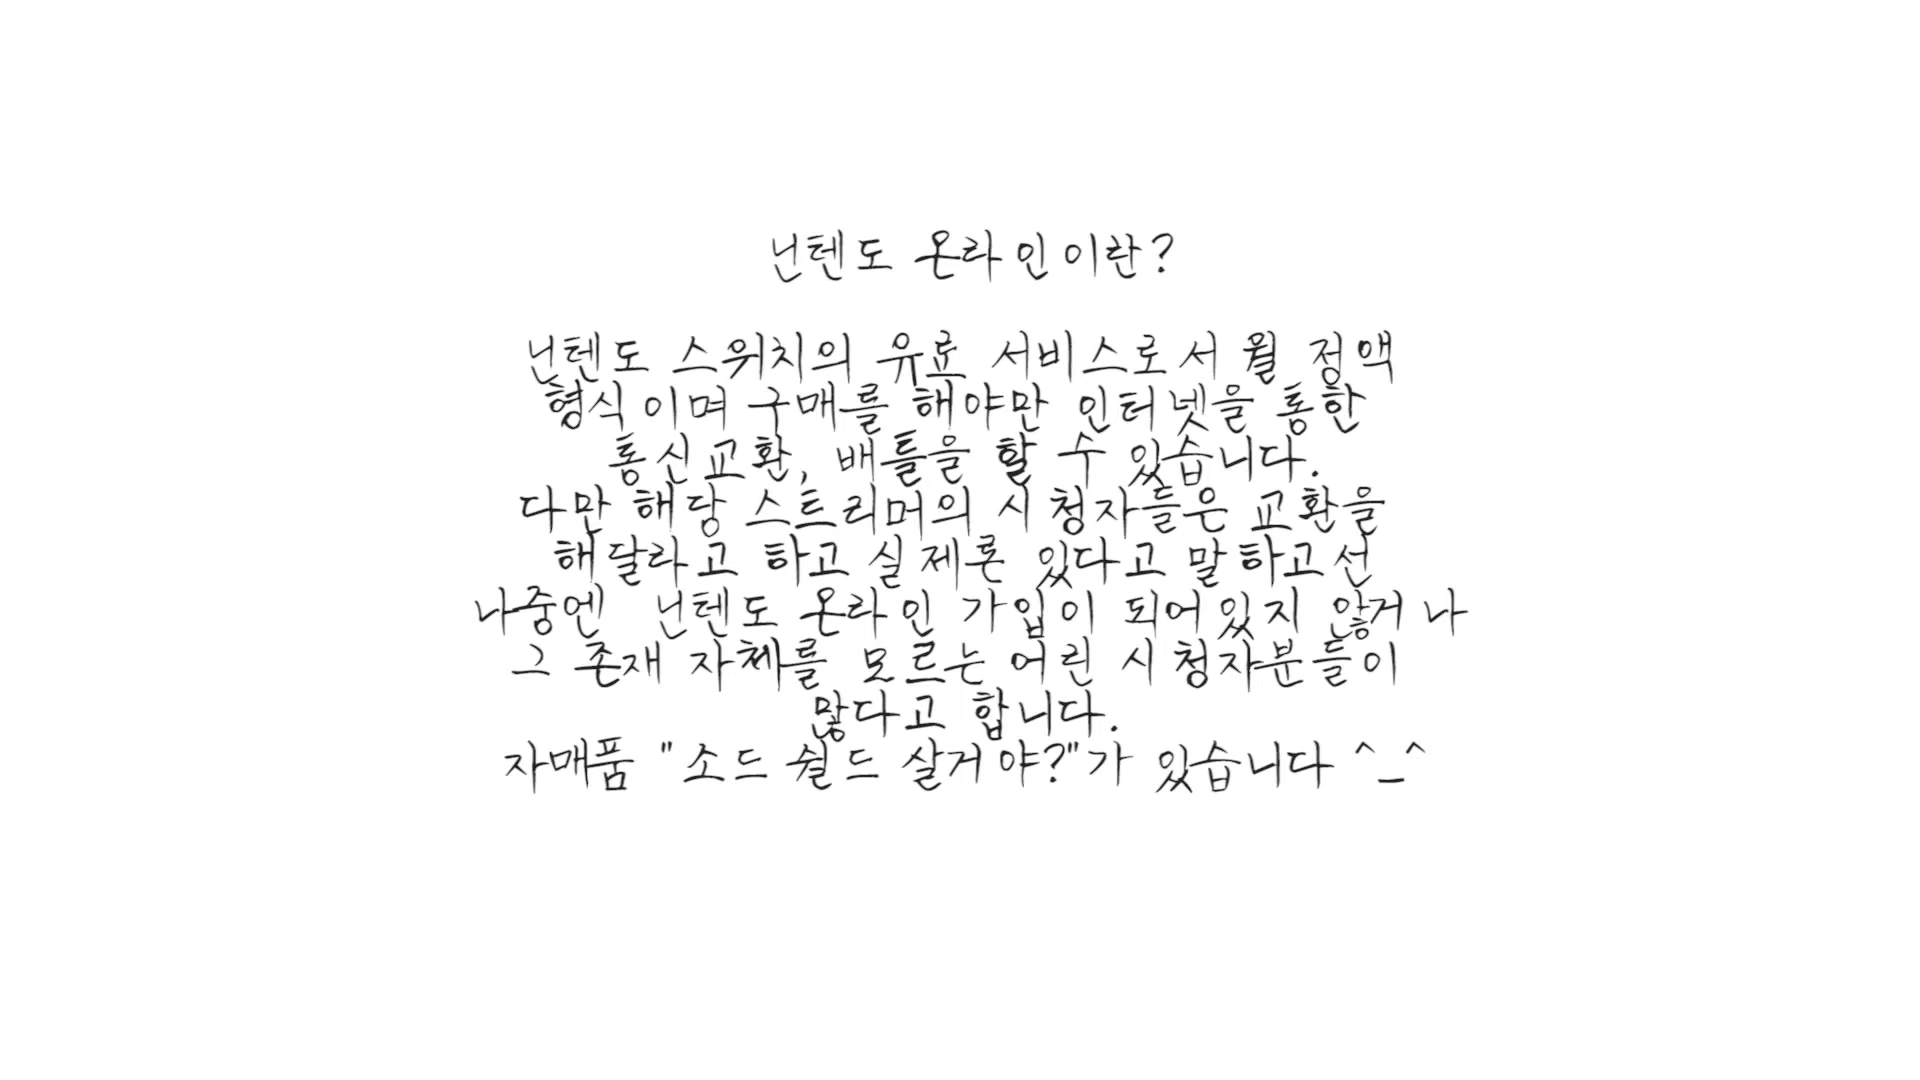 닌텐도 온라인이란?
닌텐도 스위치의 유료 서비스로서 월 정액
형식이며 구매를 해야만 인터넷을 통한
통신교환, 배틀을 할 수 있습니다.
다만 해당 스트리머의 시청자들은 교환을
해달라고 하고 실제론 있다고 말하고선
나중엔 닌텐도 온라인 가입이 되어있지 않거나
그 존재 자체를 모르는 어린 시청자분들이
많다고 합니다.
자매품 "소드 쉴드 살거야?"가 있습니다 ^_^